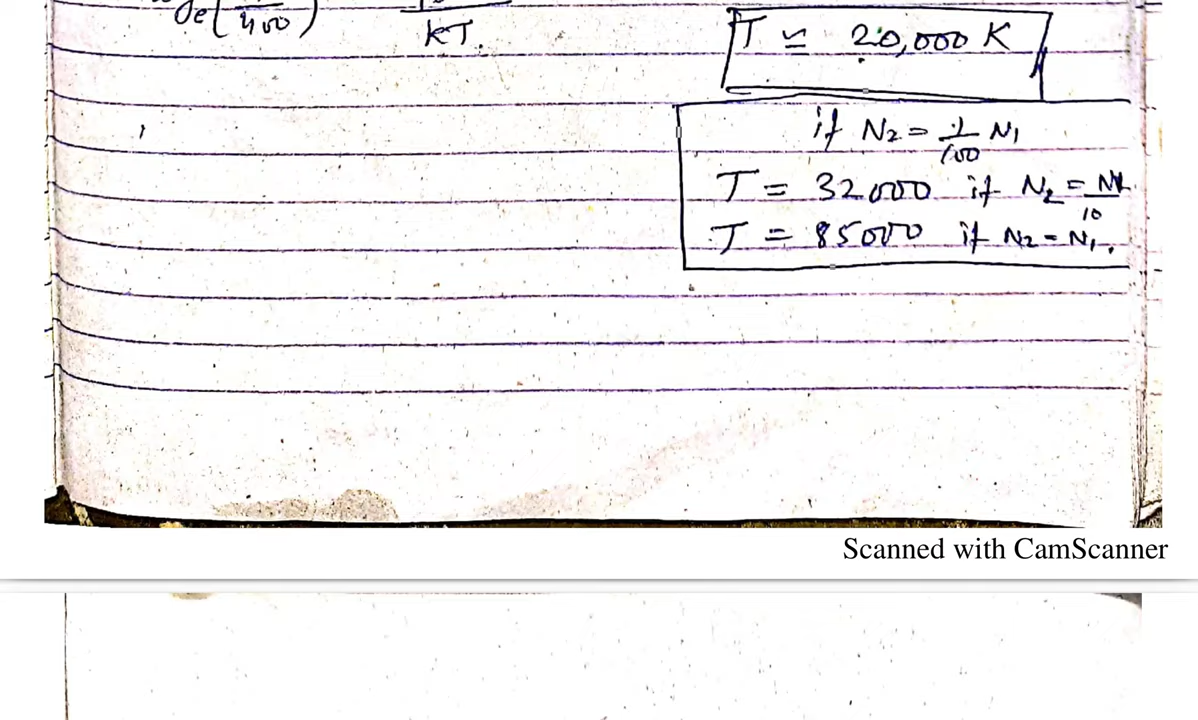 kT.
T ≃ 20,000 K
if N₂ = 1/100 N₁
T = 32000 if N₂ = N₁/10
T = 85000 if N₂ = N₁.
Scanned with CamScanner